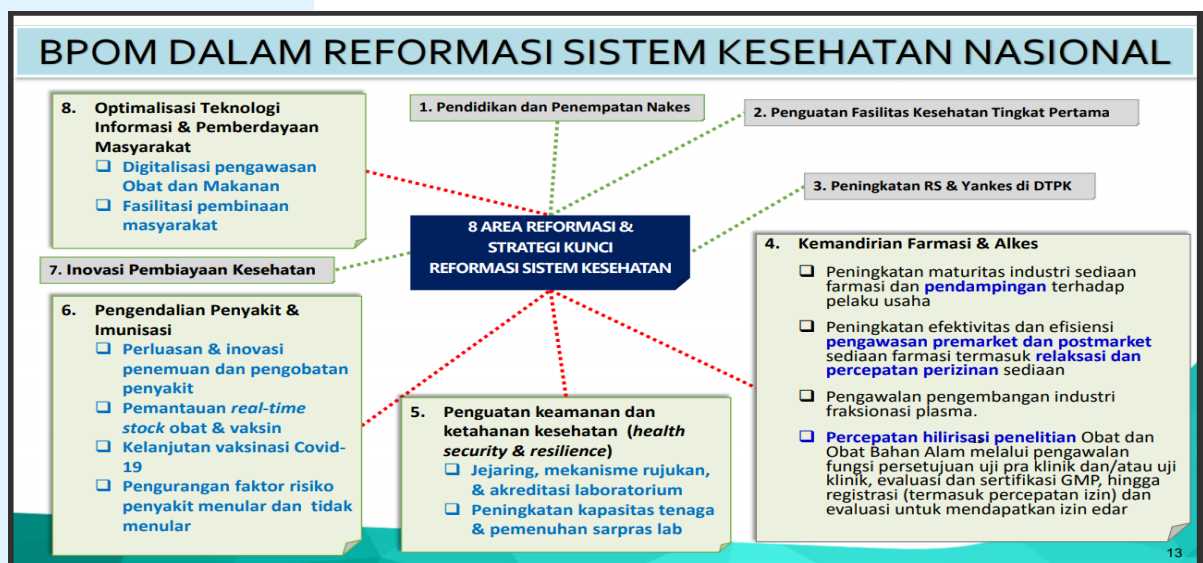 BPOM DALAM REFORMASI SISTEM KESEHATAN NASIONAL
8. Optimalisasi Teknologi
Informasi & Pemberdayaan
Masyarakat
Digitalisasi pengawasan
Obat dan Makanan
Fasilitasi pembinaan
masyarakat
1. Pendidikan dan Penempatan Nakes
2. Penguatan Fasilitas Kesehatan Tingkat Pertama
3. Peningkatan RS & Yankes di DTPK
8 AREA REFORMASI &
STRATEGI KUNCI
REFORMASI SISTEM KESEHATAN
7. Inovasi Pembiayaan Kesehatan
4. Kemandirian Farmasi & Alkes
Peningkatan maturitas industri sediaan
farmasi dan pendampingan terhadap
pelaku usaha
Peningkatan efektivitas dan efisiensi
pengawasan premarket dan postmarket
sediaan farmasi termasuk relaksasi dan
percepatan perizinan sediaan
Pengawalan pengembangan industri
fraksionasi plasma.
Percepatan hilirisasi penelitian Obat dan
Obat Bahan Alam melalui pengawalan
fungsi persetujuan uji pra klinik dan/atau uji
klinik, evaluasi dan sertifikasi GMP, hingga
registrasi (termasuk percepatan izin) dan
evaluasi untuk mendapatkan izin edar
6. Pengendalian Penyakit &
Imunisasi
Perluasan & inovasi
penemuan dan pengobatan
penyakit
Pemantauan real-time
stock obat & vaksin
Kelanjutan vaksinasi Covid-
19
Pengurangan faktor risiko
penyakit menular dan tidak
menular
5. Penguatan keamanan dan
ketahanan kesehatan (health
security & resilience)
Jejaring, mekanisme rujukan,
& akreditasi laboratorium
Peningkatan kapasitas tenaga
& pemenuhan sarpras lab
13